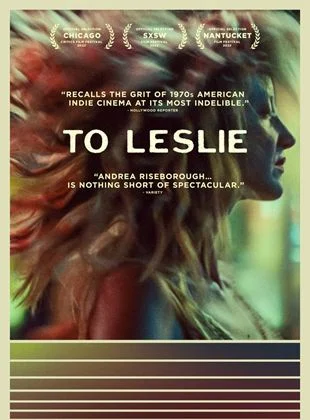 OFFICIAL SELECTION OFFICIAL SELECTION OFFICIAL SELECTION
CHICAGO SXSW NANTUCKET
CRITICS FILM FESTIVAL FILM FESTIVAL FILM FESTIVAL
2022 2022 2022
“RECALLS THE GRIT OF 1970s AMERICAN
INDIE CINEMA AT ITS MOST INDELIBLE.”
- HOLLYWOOD REPORTER
TO LESLIE
“ANDREA RISEBOROUGH...
IS NOTHING SHORT OF SPECTACULAR.”
- VARIETY